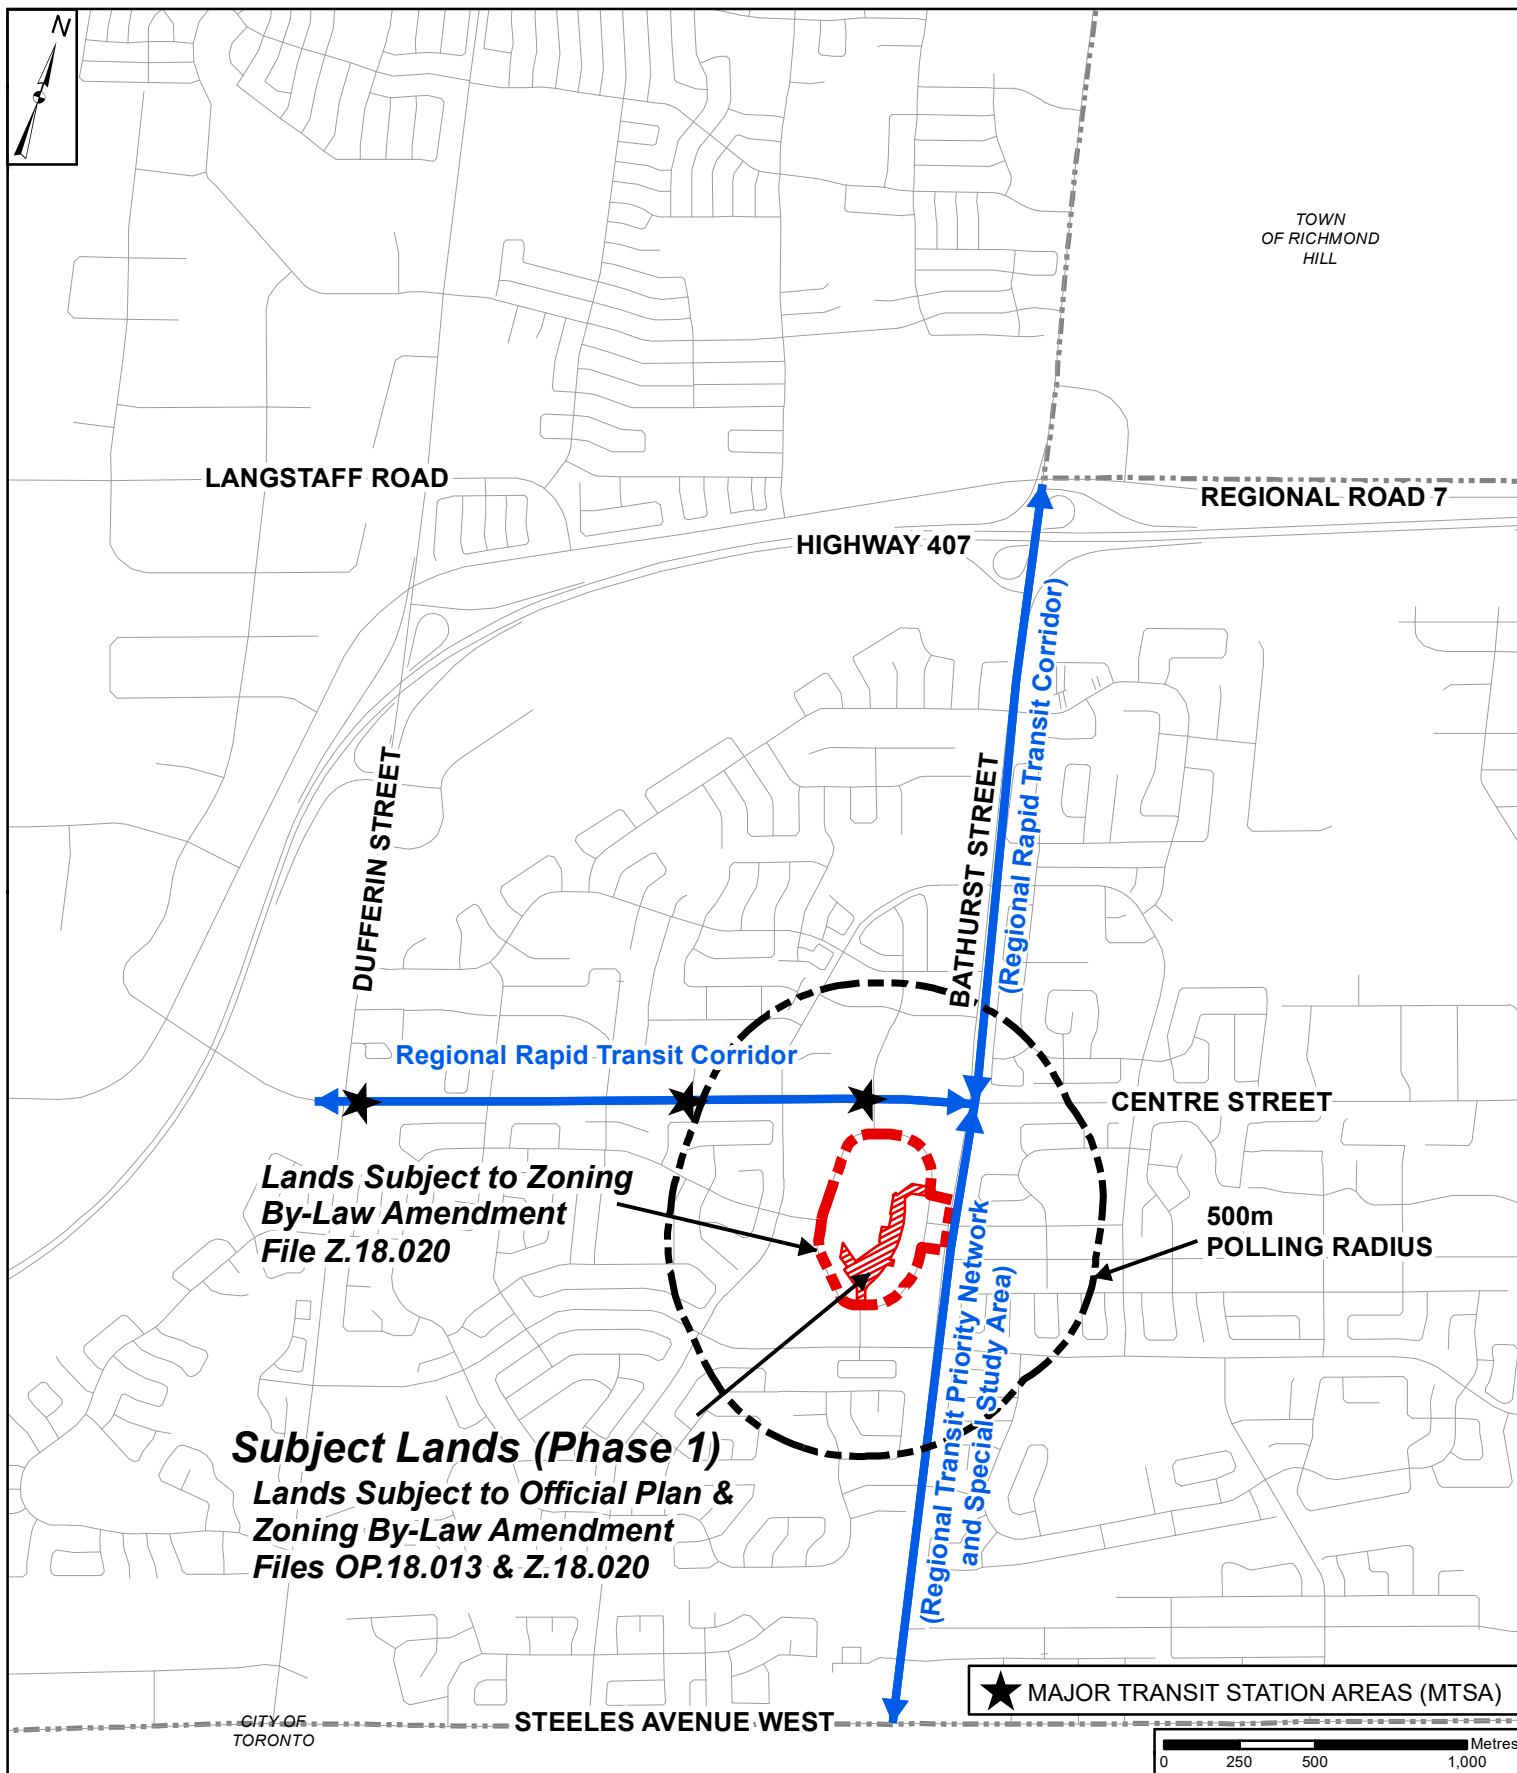 N
TOWN
OF RICHMOND
HILL
LANGSTAFF ROAD
REGIONAL ROAD 7
HIGHWAY 407
(Regional Rapid Transit Corridor)
BATHURST STREET
DUFFERIN STREET
Regional Rapid Transit Corridor
CENTRE STREET
Lands Subject to Zoning
By-Law Amendment
File Z.18.020
500m
POLLING RADIUS
(Regional Transit Priority Network
and Special Study Area)
Subject Lands (Phase 1)
Lands Subject to Official Plan &
Zoning By-Law Amendment
Files OP.18.013 & Z.18.020
MAJOR TRANSIT STATION AREAS (MTSA)
CITY OF
TORONTO
STEELES AVENUE WEST
Metres
0 250 500 1,000